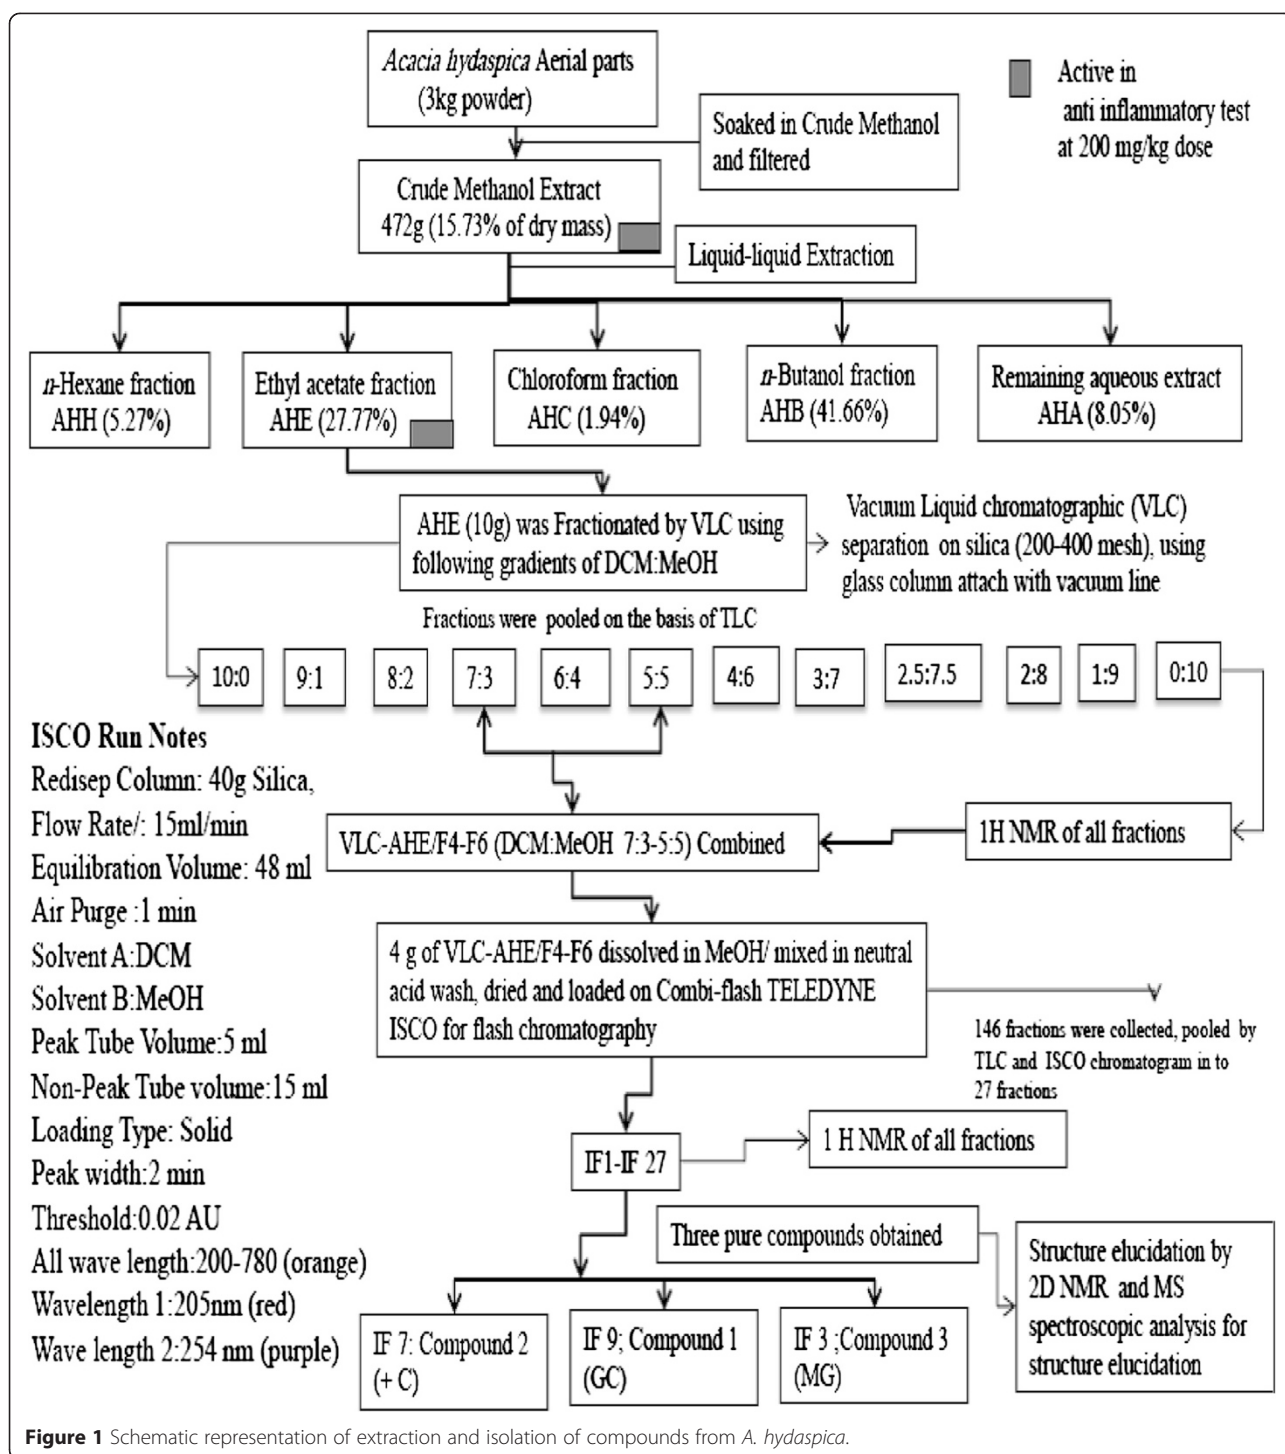 Acacia hydaspica Aerial parts
(3kg powder)
Active in
anti inflammatory test
at 200 mg/kg dose
Soaked in Crude Methanol
and filtered
Crude Methanol Extract
472g (15.73% of dry mass)
Liquid-liquid Extraction
n-Hexane fraction
AHH (5.27%)
Ethyl acetate fraction
AHE (27.77%)
Chloroform fraction
AHC (1.94%)
n-Butanol fraction
AHB (41.66%)
Remaining aqueous extract
AHA (8.05%)
AHE (10g) was Fractionated by VLC using
following gradients of DCM:MeOH
Vacuum Liquid chromatographic (VLC)
separation on silica (200-400 mesh), using
glass column attach with vacuum line
Fractions were pooled on the basis of TLC
10:0
9:1
8:2
7:3
6:4
5:5
4:6
3:7
2.5:7.5
2:8
1:9
0:10
ISCO Run Notes
Redisep Column: 40g Silica,
Flow Rate/: 15ml/min
Equilibration Volume: 48 ml
Air Purge :1 min
Solvent A:DCM
Solvent B:MeOH
Peak Tube Volume:5 ml
Non-Peak Tube volume:15 ml
Loading Type: Solid
Peak width:2 min
Threshold:0.02 AU
All wave length:200-780 (orange)
Wavelength 1:205nm (red)
Wave length 2:254 nm (purple)
VLC-AHE/F4-F6 (DCM:MeOH 7:3-5:5) Combined
1H NMR of all fractions
4 g of VLC-AHE/F4-F6 dissolved in MeOH/ mixed in neutral
acid wash, dried and loaded on Combi-flash TELEDYNE
ISCO for flash chromatography
146 fractions were collected, pooled by
TLC and ISCO chromatogram in to
27 fractions
IF1-IF 27
1 H NMR of all fractions
Three pure compounds obtained
Structure elucidation by
2D NMR and MS
spectroscopic analysis for
structure elucidation
IF 7: Compound 2
(+ C)
IF 9; Compound 1
(GC)
IF 3 ;Compound 3
(MG)
Figure 1 Schematic representation of extraction and isolation of compounds from A. hydaspica.